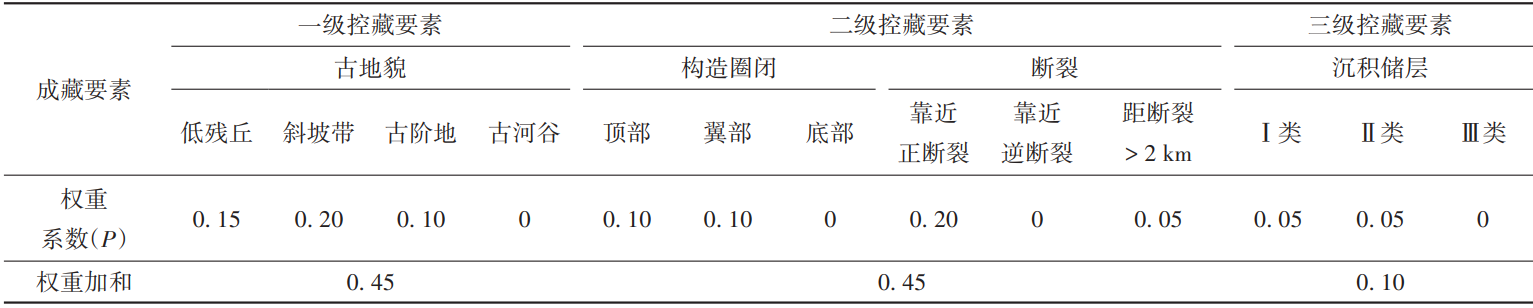 一级控藏要素 二级控藏要素 三级控藏要素
成藏要素 古地貌 构造圈闭 断裂 沉积储层
低残丘 斜坡带 古阶地 古河谷 顶部 翼部 底部 靠近 靠近 距断裂 Ⅰ类 Ⅱ类 Ⅲ类
正断裂 逆断裂 > 2 km
权重
系数(P) 0.15 0.20 0.10 0 0.10 0.10 0 0.20 0 0.05 0.05 0.05 0
权重加和 0.45 0.45 0.10